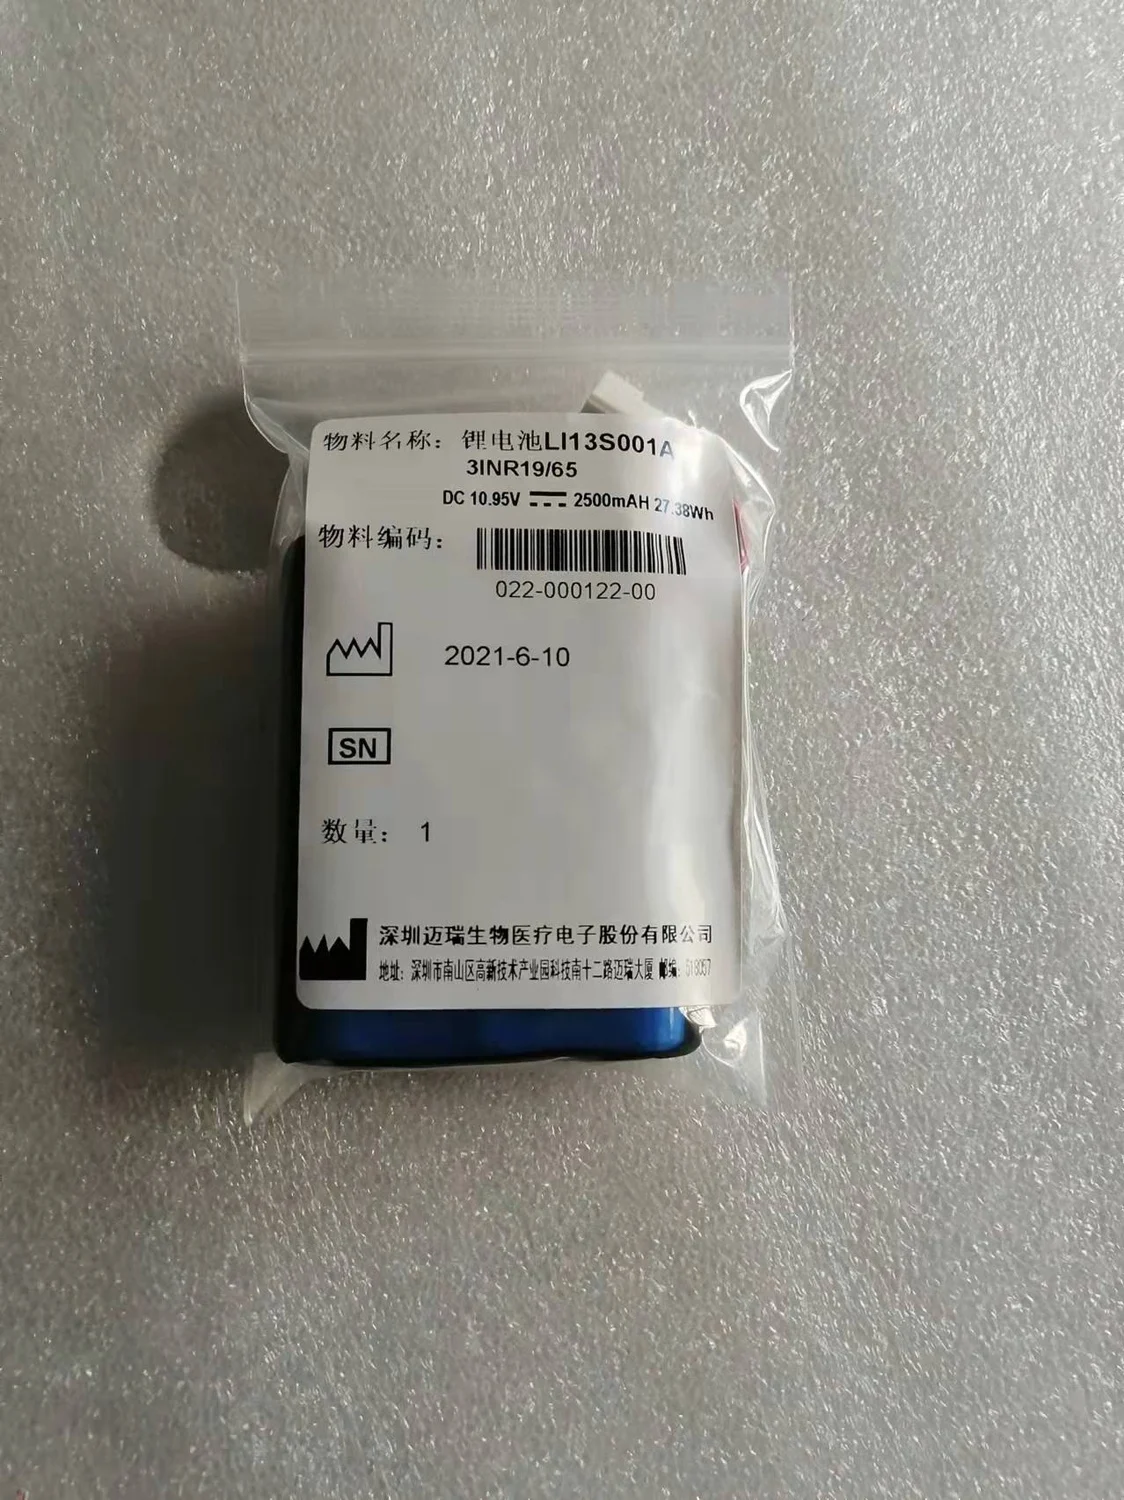 物料名称： 锂电池LI13S001A
3INR19/65
DC 10.95V 2500mAH 27.38Wh
物料编码：
022-000122-00
2021-6-10
SN
数量： 1
深圳迈瑞生物医疗电子股份有限公司
地址：深圳市南山区高新技术产业园科技南十二路迈瑞大厦 邮编：518057